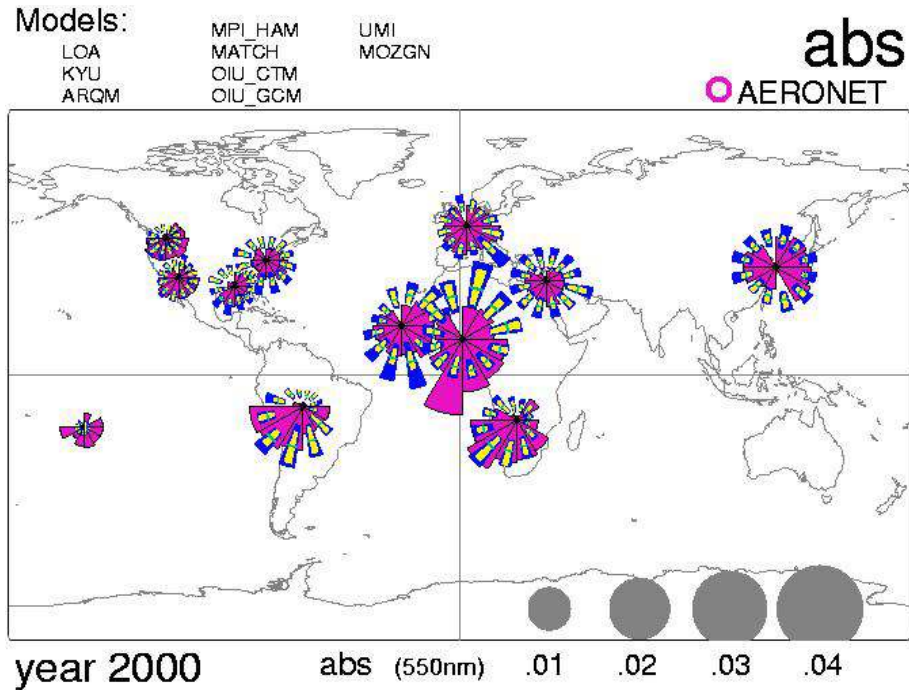 Models:
LOA
KYU
ARQM
MPI_HAM
MATCH
OIU_CTM
OIU_GCM
UMI
MOZGN
abs
AERONET
year 2000
abs (550nm) .01 .02 .03 .04